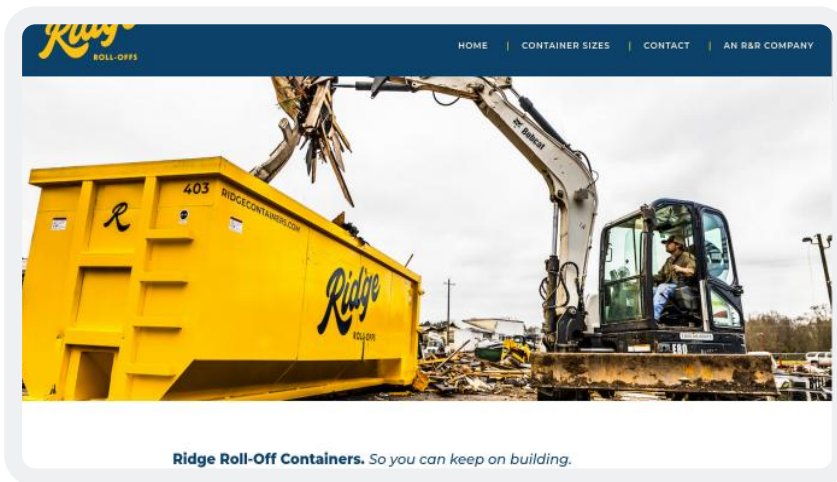 Ridge
ROLL-OFFS
HOME | CONTAINER SIZES | CONTACT | AN R&R COMPANY
Bobcat
403
RIDGECONTAINERS.COM
R
Ridge
ROLL-OFFS
E80
Ridge Roll-Off Containers. So you can keep on building.